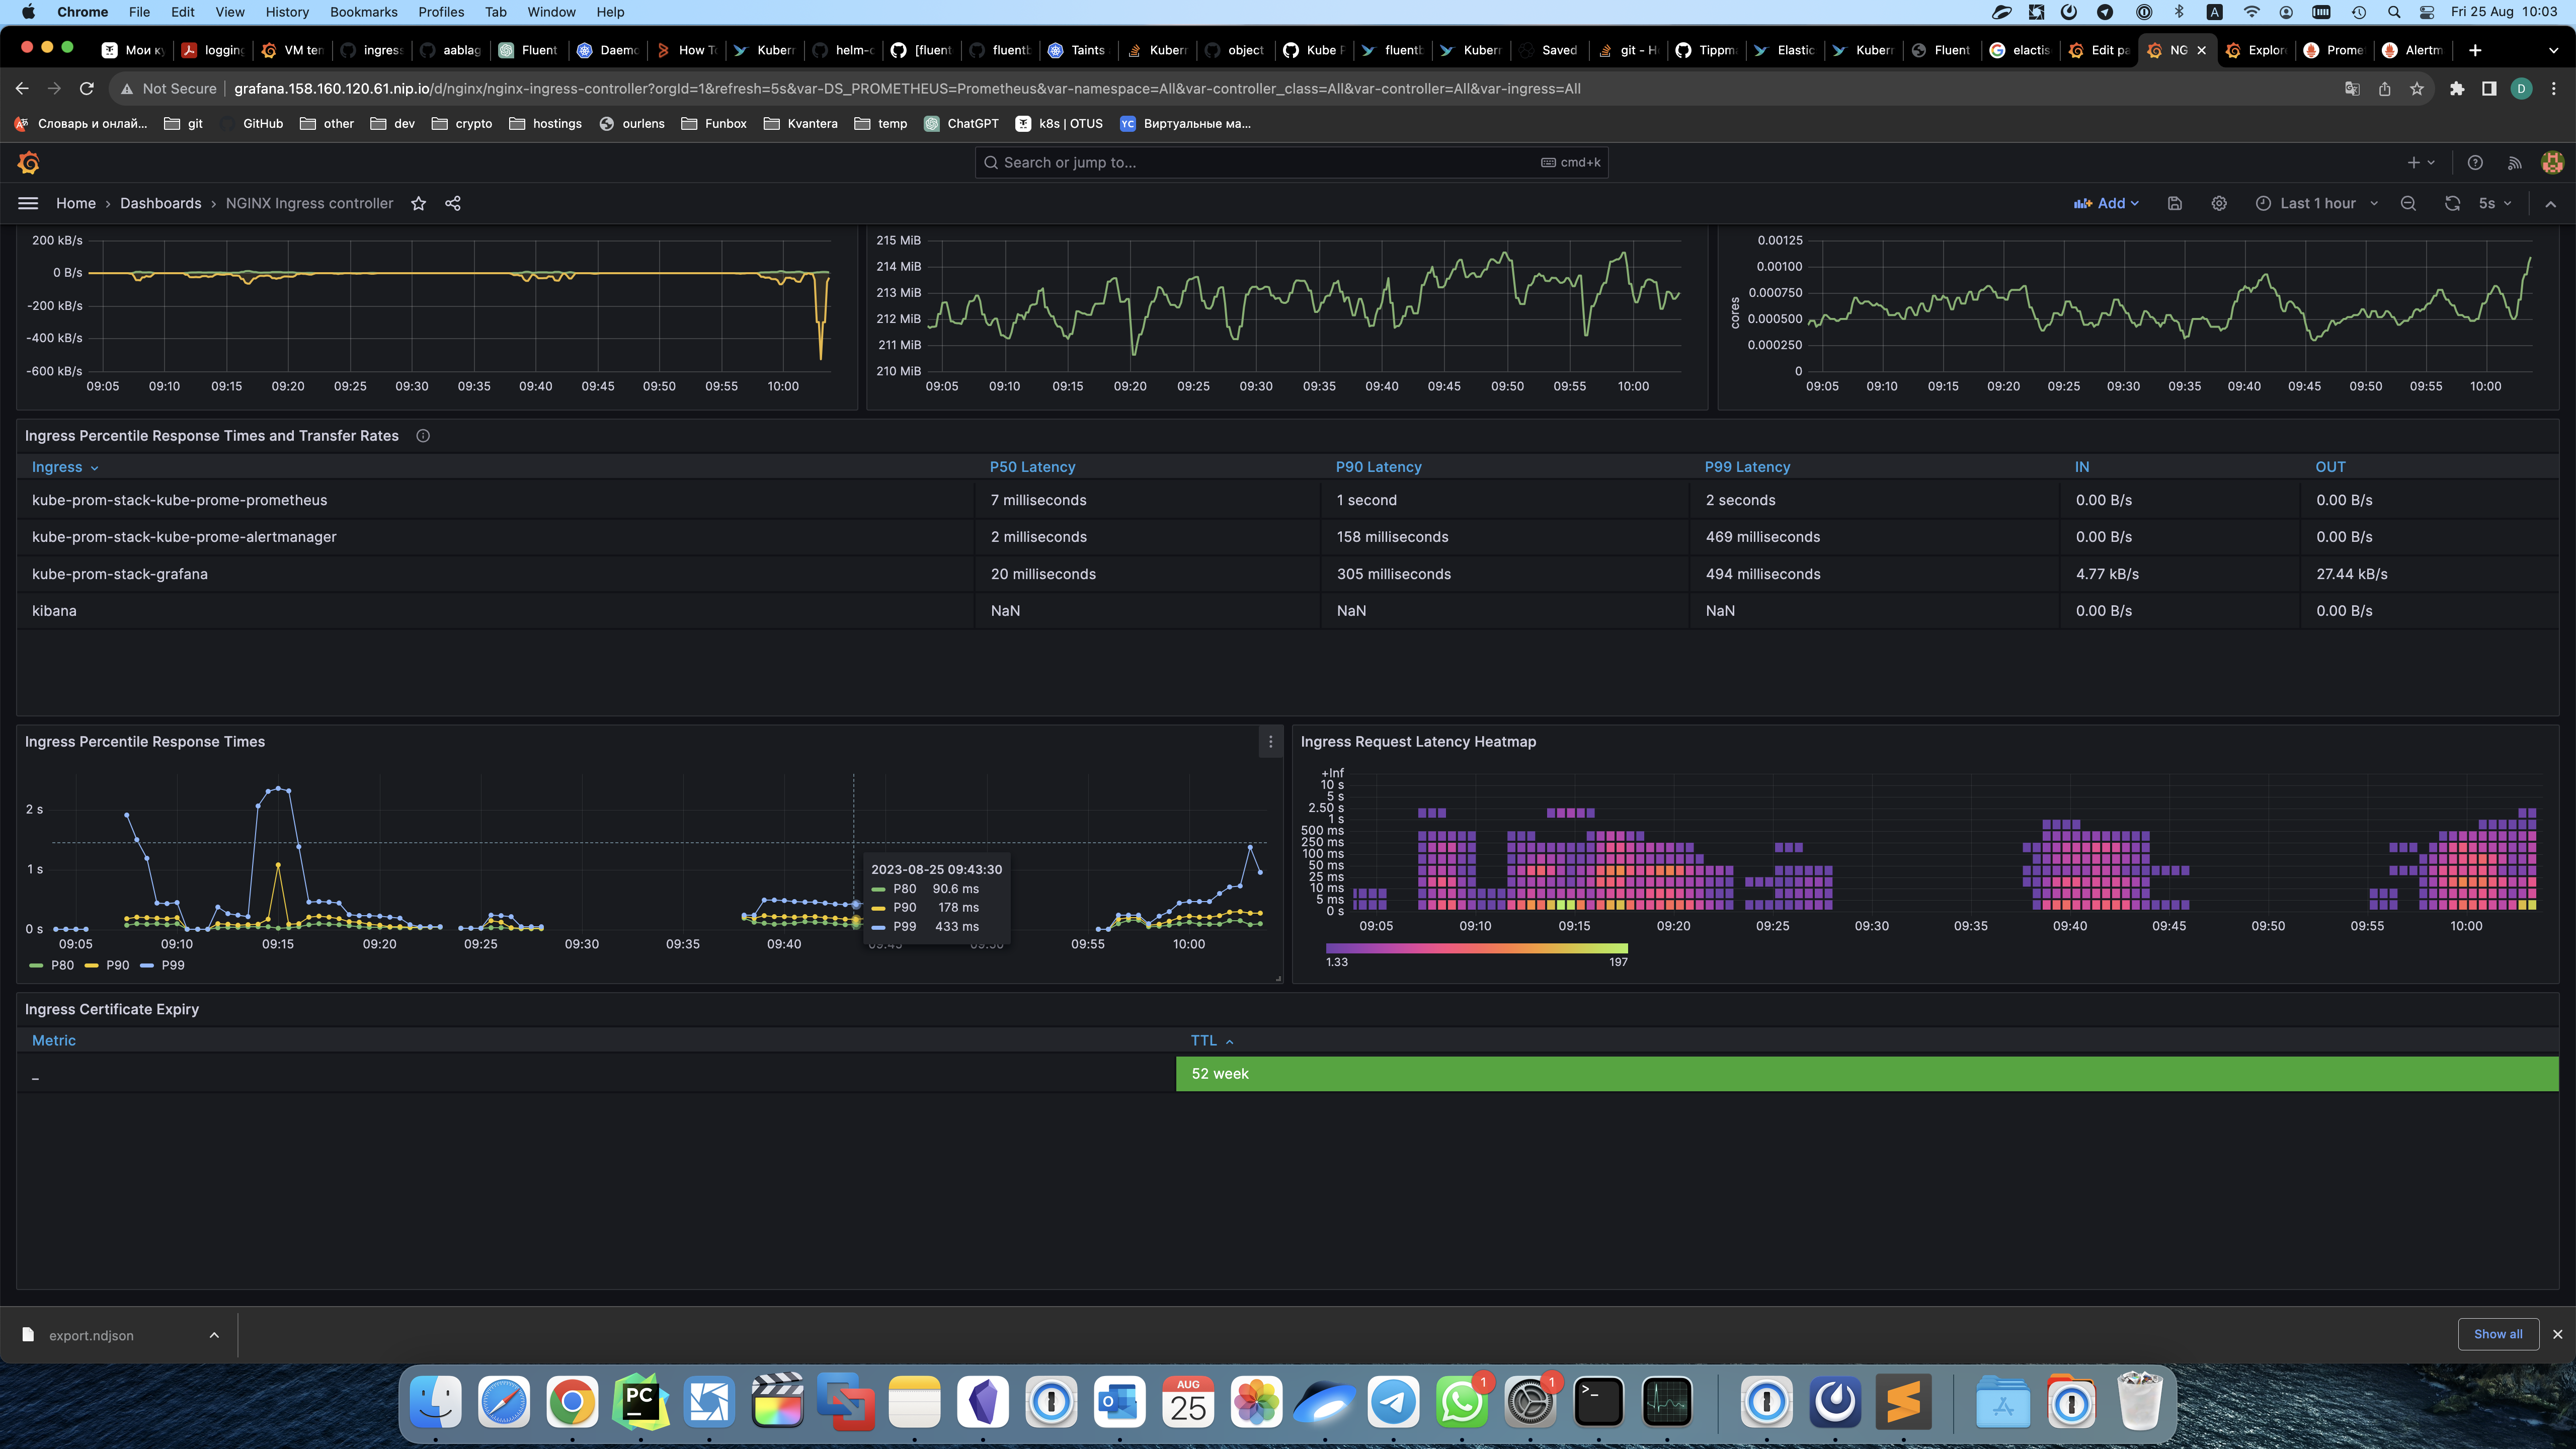 Chrome File Edit View History Bookmarks Profiles Tab Window Help
Fri 25 Aug 10:03
Мои loggin VM ingres aablag Fluent How T helm- [fluent Taints object Kube Saved git - Tippm Elastic Fluent elactis Edit NG Explor Prome Alertm
Not Secure grafana.158.160.120.61.nip.io/d/nginx/nginx-ingress-controller?orgId=1&refresh=5s&var-DS_PROMETHEUS=Prometheus&var-namespace=All&var-controller_class=All&var-controller=All&var-ingress=All
D
Словарь и онлай... git GitHub other dev crypto hostings ourlens Funbox Kvantera temp ChatGPT k8s | OTUS YC Виртуальные ма...
Search or jump to... cmd+k
Home Dashboards NGINX Ingress controller
Add Last 1 hour 5s
200 kB/s
0 B/s
-200 kB/s
-400 kB/s
-600 kB/s
09:05 09:10 09:15 09:20 09:25 09:30 09:35 09:40 09:45 09:50 09:55 10:00
215 MiB
214 MiB
213 MiB
212 MiB
211 MiB
210 MiB
09:05 09:10 09:15 09:20 09:25 09:30 09:35 09:40 09:45 09:50 09:55 10:00
cores
0.00125
0.00100
0.000750
0.000500
0.000250
0
09:05 09:10 09:15 09:20 09:25 09:30 09:35 09:40 09:45 09:50 09:55 10:00
Ingress Percentile Response Times and Transfer Rates
Ingress P50 Latency P90 Latency P99 Latency IN OUT
kube-prom-stack-kube-prome-prometheus 7 milliseconds 1 second 2 seconds 0.00 B/s 0.00 B/s
kube-prom-stack-kube-prome-alertmanager 2 milliseconds 158 milliseconds 469 milliseconds 0.00 B/s 0.00 B/s
kube-prom-stack-grafana 20 milliseconds 305 milliseconds 494 milliseconds 4.77 kB/s 27.44 kB/s
kibana NaN NaN NaN 0.00 B/s 0.00 B/s
Ingress Percentile Response Times
2 s
1 s
0 s
09:05 09:10 09:15 09:20 09:25 09:30 09:35 09:40 09:45 09:50 09:55 10:00
2023-08-25 09:43:30
P80 90.6 ms
P90 178 ms
P99 433 ms
P80 P90 P99
Ingress Request Latency Heatmap
+Inf
10 s
5 s
2.50 s
1 s
500 ms
250 ms
100 ms
50 ms
25 ms
10 ms
5 ms
0 s
09:05 09:10 09:15 09:20 09:25 09:30 09:35 09:40 09:45 09:50 09:55 10:00
1.33 197
Ingress Certificate Expiry
Metric TTL
_ 52 week
export.ndjson Show all
PC
AUG
25
1
1